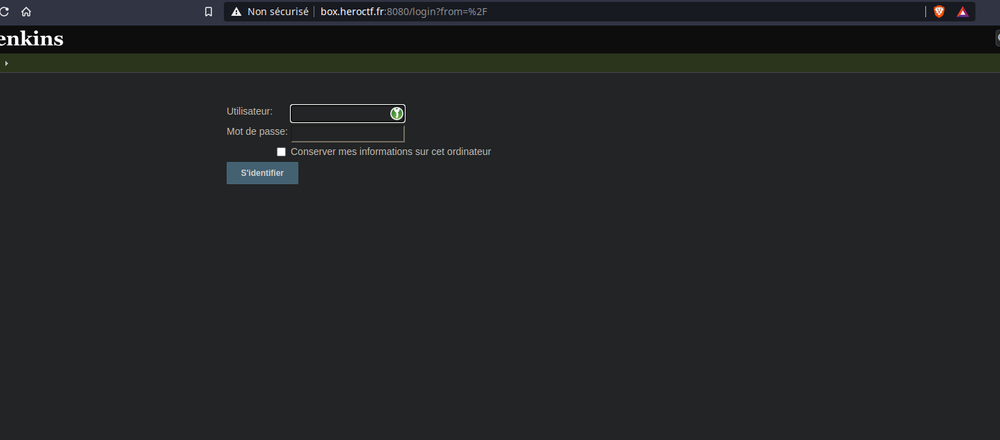 Non sécurisé box.heroctf.fr:8080/login?from=%2F
enkins
Utilisateur:
Mot de passe:
Conserver mes informations sur cet ordinateur
S'identifier